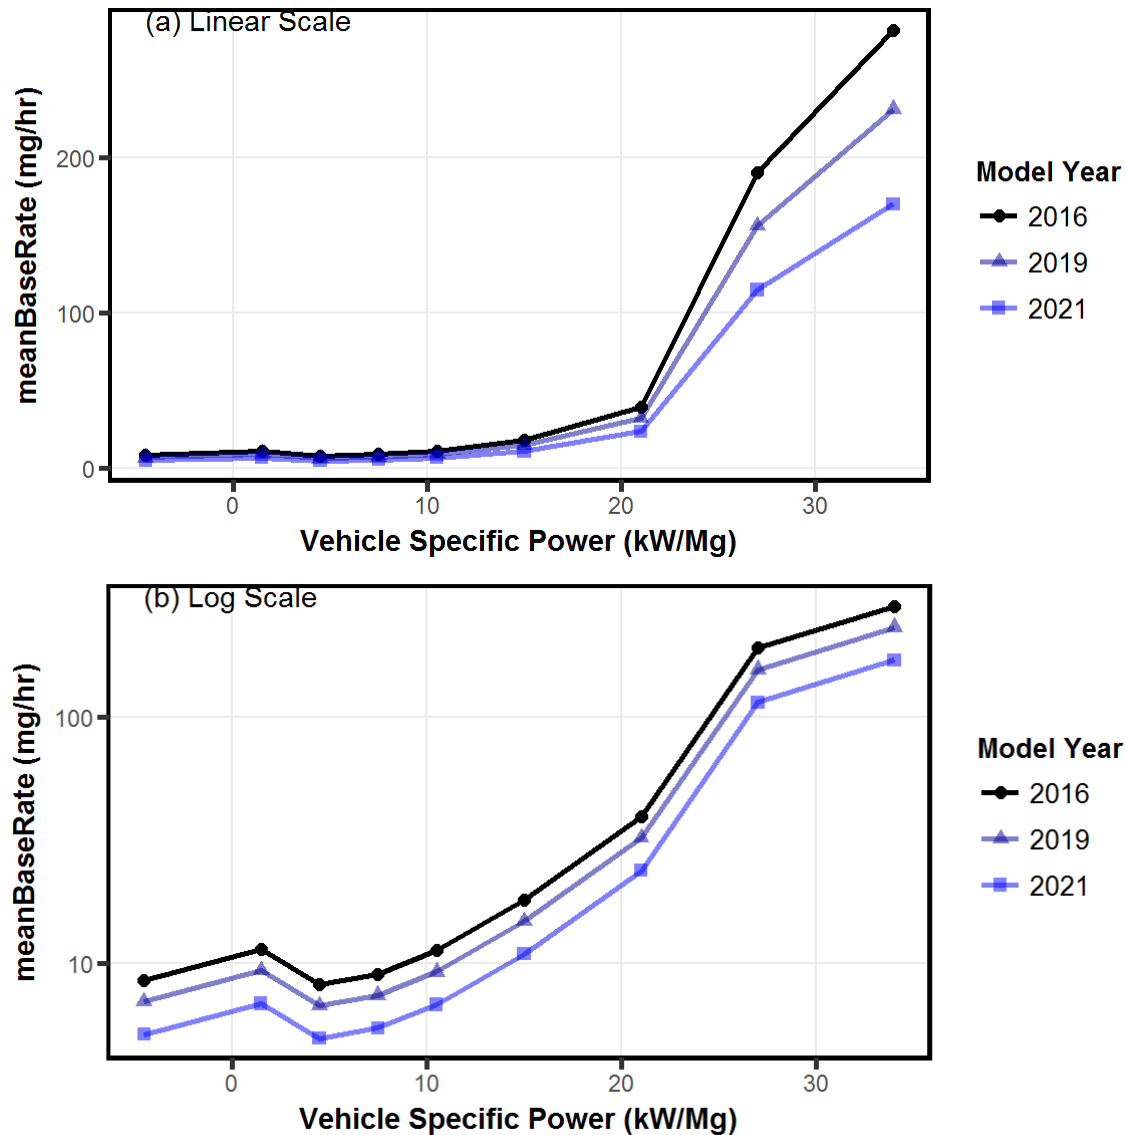 (a) Linear Scale
meanBaseRate (mg/hr)
200
100
0
0 10 20 30
Vehicle Specific Power (kW/Mg)
Model Year
2016
2019
2021
(b) Log Scale
meanBaseRate (mg/hr)
100
10
0 10 20 30
Vehicle Specific Power (kW/Mg)
Model Year
2016
2019
2021